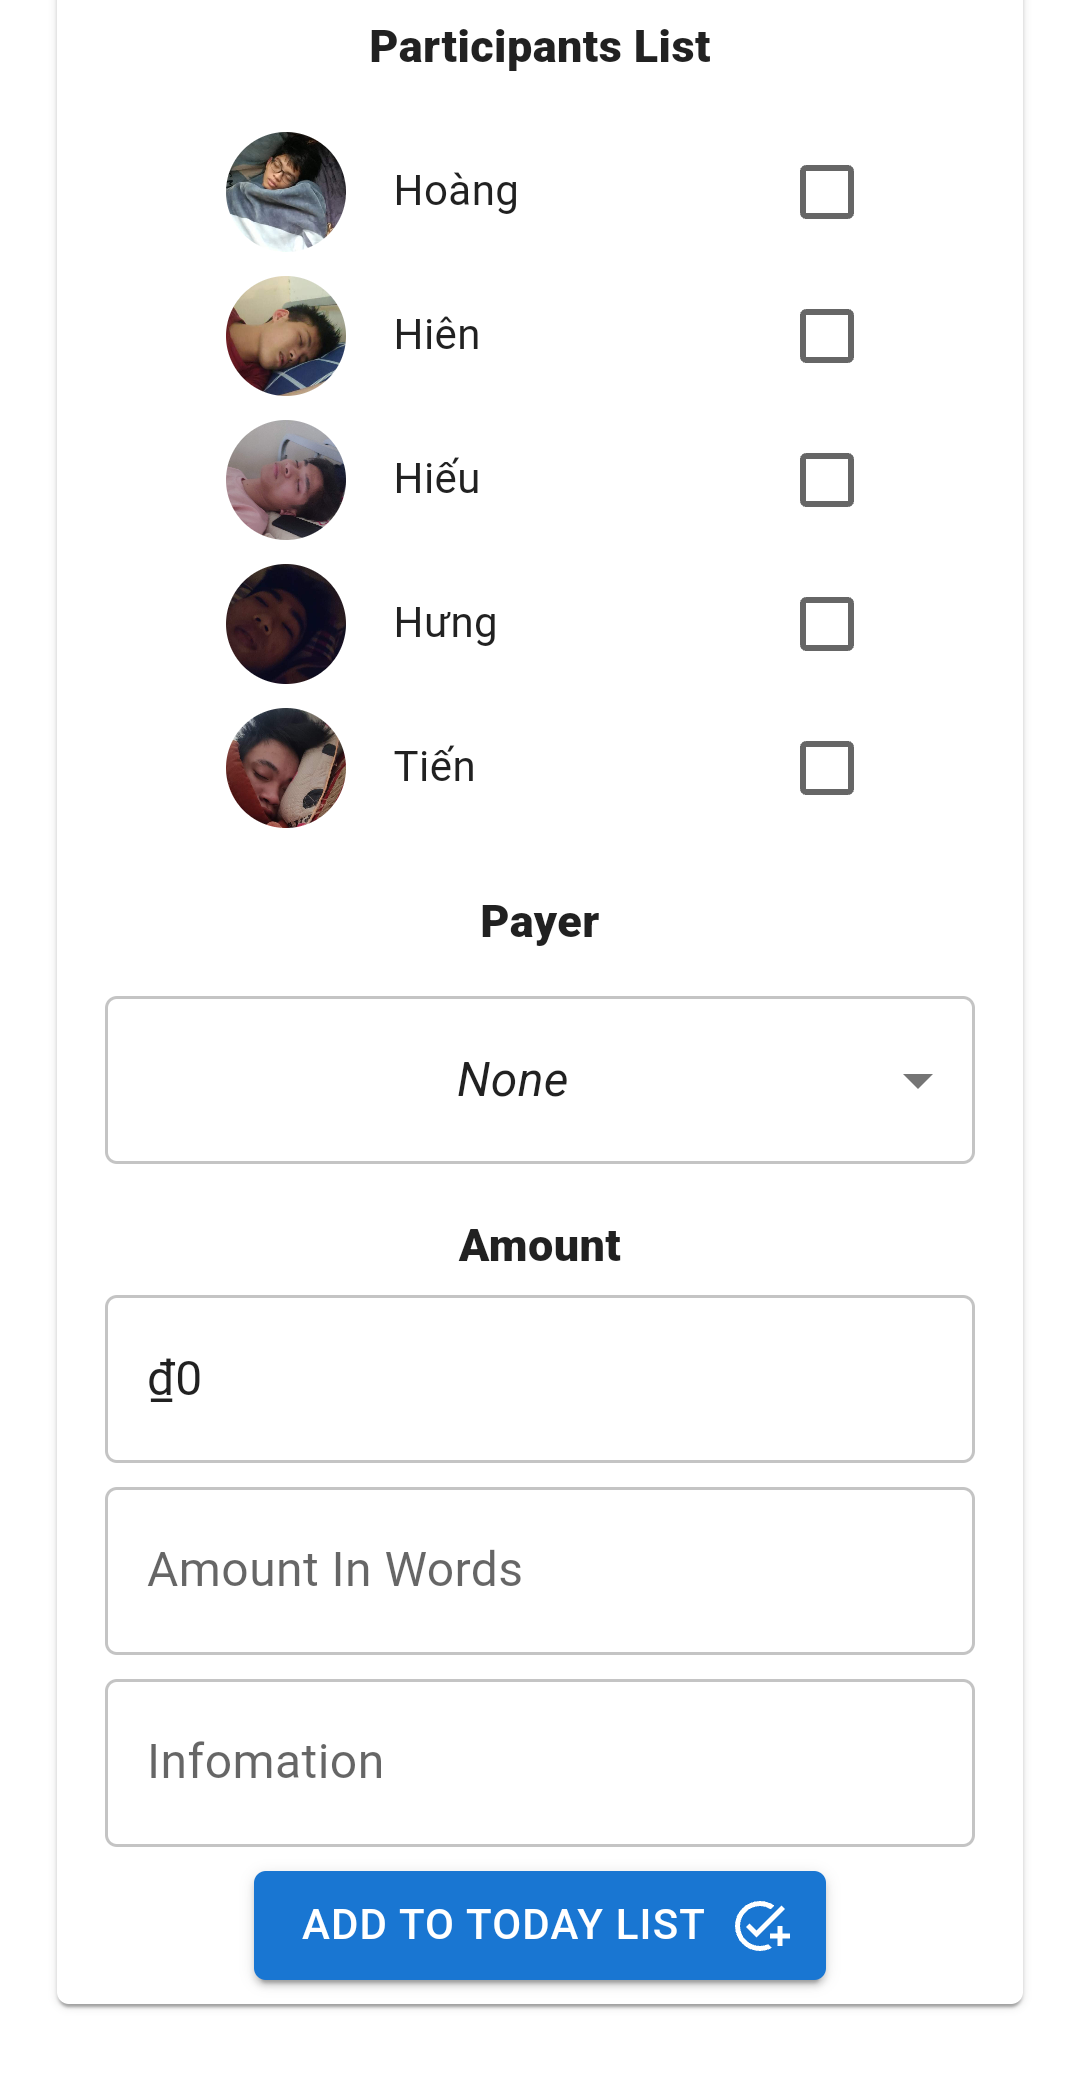 Participants List
Hoàng
Hiên
Hiếu
Hưng
Tiến
Payer
None
Amount
₫0
Amount In Words
Infomation
ADD TO TODAY LIST